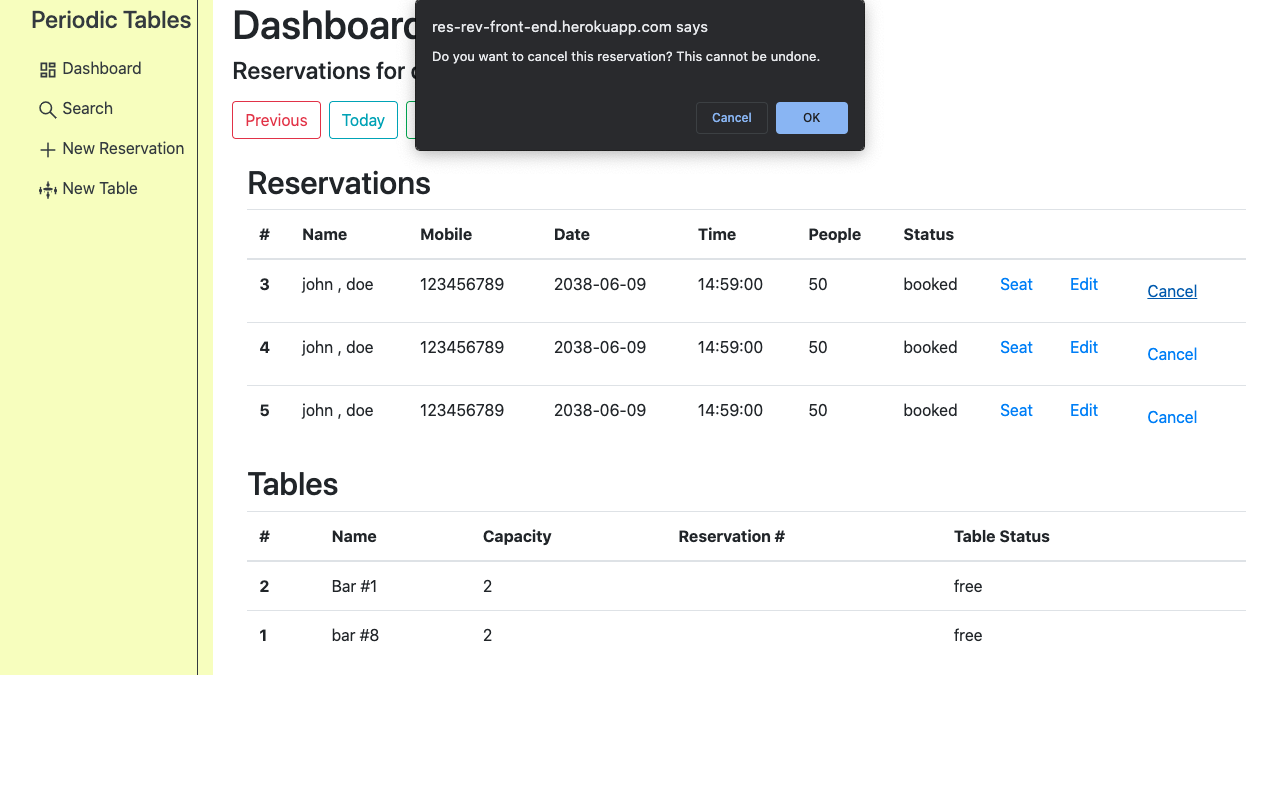 Periodic Tables
Dashboard
Search
New Reservation
New Table
res-rev-front-end.herokuapp.com says
Do you want to cancel this reservation? This cannot be undone.
Cancel OK
Reservations for
Previous Today
Reservations
# Name Mobile Date Time People Status
3 john , doe 123456789 2038-06-09 14:59:00 50 booked Seat Edit Cancel
4 john , doe 123456789 2038-06-09 14:59:00 50 booked Seat Edit Cancel
5 john , doe 123456789 2038-06-09 14:59:00 50 booked Seat Edit Cancel
Tables
# Name Capacity Reservation # Table Status
2 Bar #1 2 free
1 bar #8 2 free